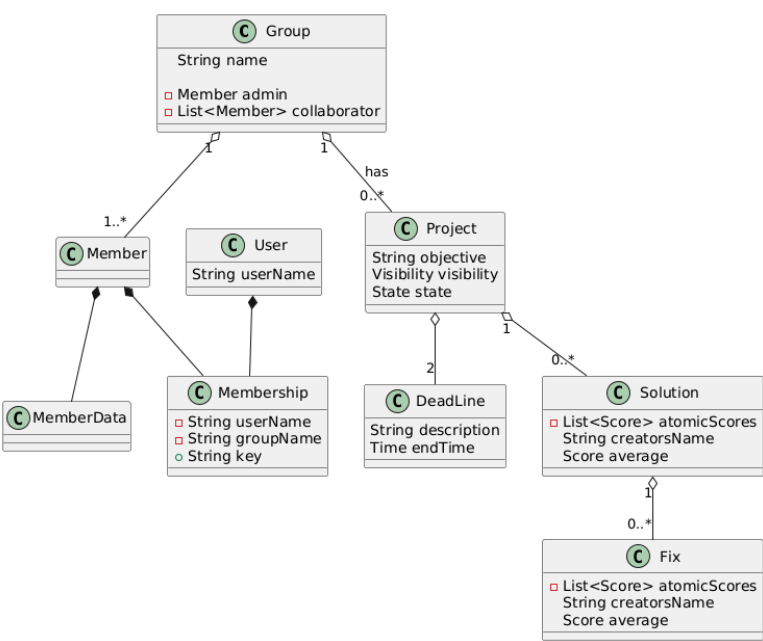 C Group
String name
Member admin
List<Member> collaborator
1
1
has
1..*
0..*
C Member
C User
String userName
C Project
String objective
Visibility visibility
State state
1
2
0..*
C MemberData
C Membership
String userName
String groupName
String key
C DeadLine
String description
Time endTime
C Solution
List<Score> atomicScores
String creatorsName
Score average
1
0..*
C Fix
List<Score> atomicScores
String creatorsName
Score average